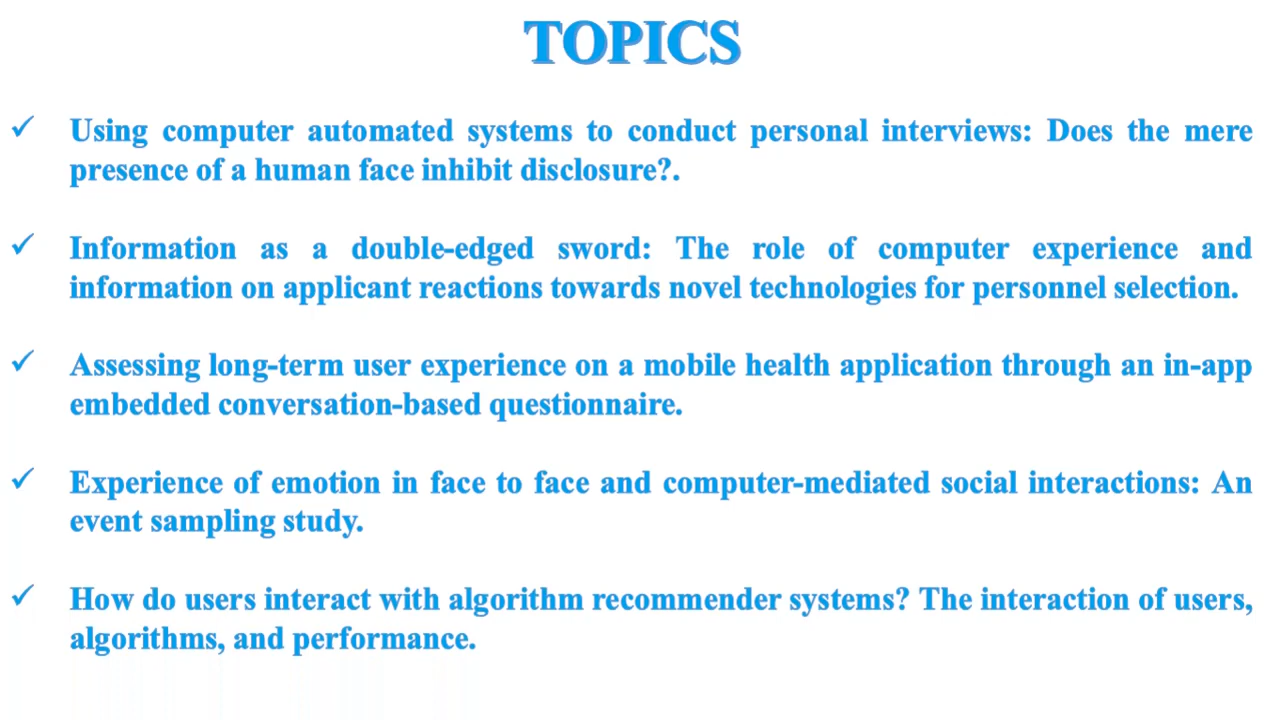 TOPICS
✓ Using computer automated systems to conduct personal interviews: Does the mere
presence of a human face inhibit disclosure?.
✓ Information as a double-edged sword: The role of computer experience and
information on applicant reactions towards novel technologies for personnel selection.
✓ Assessing long-term user experience on a mobile health application through an in-app
embedded conversation-based questionnaire.
✓ Experience of emotion in face to face and computer-mediated social interactions: An
event sampling study.
✓ How do users interact with algorithm recommender systems? The interaction of users,
algorithms, and performance.